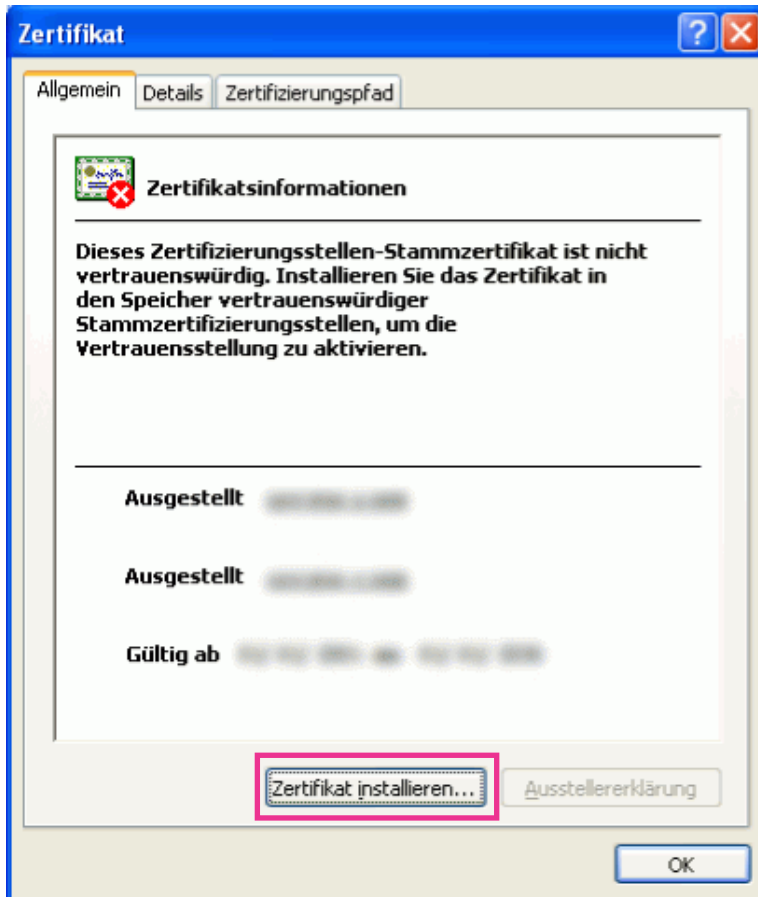 Zertifikat
Allgemein Details Zertifizierungspfad
Zertifikatsinformationen
Dieses Zertifizierungsstellen-Stammzertifikat ist nicht
vertrauenswürdig. Installieren Sie das Zertifikat in
den Speicher vertrauenswürdiger
Stammzertifizierungsstellen, um die
Vertrauensstellung zu aktivieren.
Ausgestellt
Ausgestellt
Gültig ab
Zertifikat installieren... Ausstellererklärung
OK